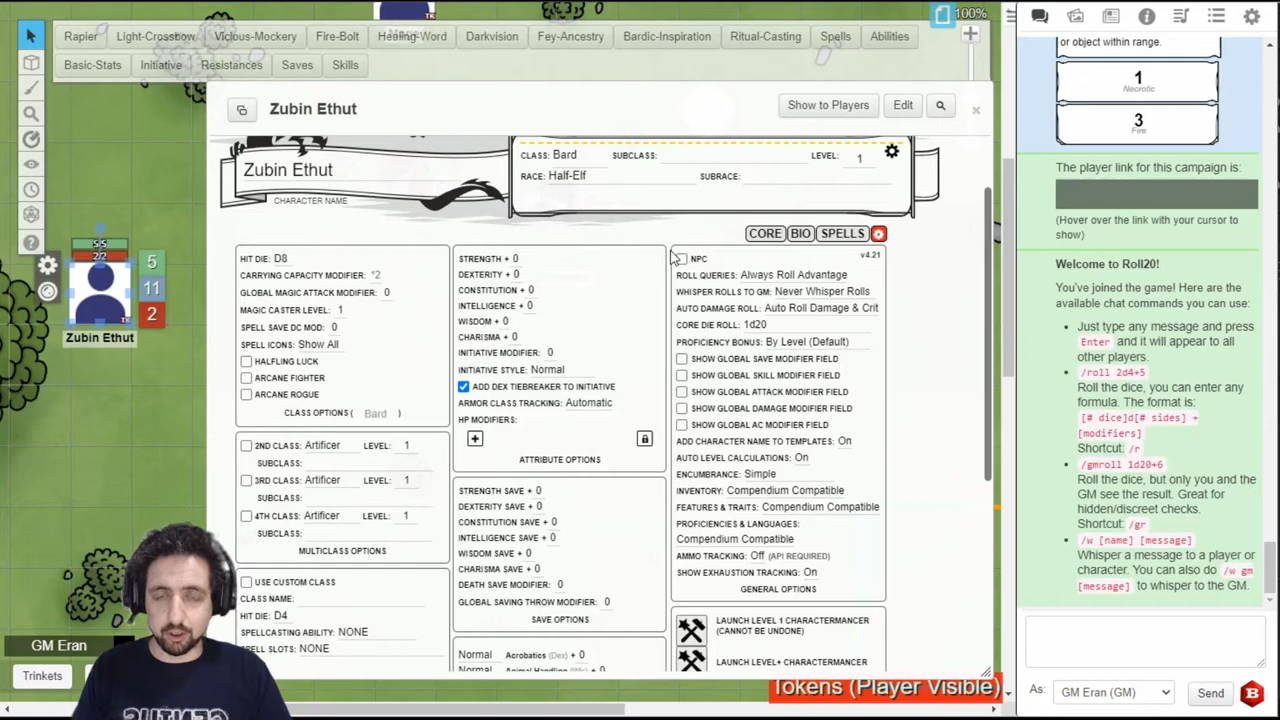 100%
Rapier Light-Crossbow Vicious-Mockery Fire-Bolt Healing-Word Darkvision Fey-Ancestry Bardic-Inspiration Ritual-Casting Spells Abilities
Basic-Stats Initiative Resistances Saves Skills
Zubin Ethut
Show to Players
Edit
Zubin Ethut
CHARACTER NAME
CLASS: Bard SUBCLASS: LEVEL: 1
RACE: Half-Elf SUBRACE:
CORE BIO SPELLS
HIT DIE: D8
CARRYING CAPACITY MODIFIER: *2
GLOBAL MAGIC ATTACK MODIFIER: 0
MAGIC CASTER LEVEL: 1
SPELL SAVE DC MOD: 0
SPELL ICONS: Show All
HALFLING LUCK
ARCANE FIGHTER
ARCANE ROGUE
CLASS OPTIONS ( Bard )
2ND CLASS: Artificer LEVEL: 1
SUBCLASS:
3RD CLASS: Artificer LEVEL: 1
SUBCLASS:
4TH CLASS: Artificer LEVEL: 1
SUBCLASS:
MULTICLASS OPTIONS
USE CUSTOM CLASS
CLASS NAME:
HIT DIE: D4
SPELLCASTING ABILITY: NONE
SPELL SLOTS: NONE
STRENGTH + 0
DEXTERITY + 0
CONSTITUTION + 0
INTELLIGENCE + 0
WISDOM + 0
CHARISMA + 0
INITIATIVE MODIFIER: 0
INITIATIVE STYLE: Normal
ADD DEX TIEBREAKER TO INITIATIVE
ARMOR CLASS TRACKING: Automatic
HP MODIFIERS:
ATTRIBUTE OPTIONS
STRENGTH SAVE + 0
DEXTERITY SAVE + 0
CONSTITUTION SAVE + 0
INTELLIGENCE SAVE + 0
WISDOM SAVE + 0
CHARISMA SAVE + 0
DEATH SAVE MODIFIER: 0
GLOBAL SAVING THROW MODIFIER: 0
SAVE OPTIONS
Normal Acrobatics (Dex) + 0
Normal Animal Handling (Wis) + 0
NPC v4.21
ROLL QUERIES: Always Roll Advantage
WHISPER ROLLS TO GM: Never Whisper Rolls
AUTO DAMAGE ROLL: Auto Roll Damage & Crit
CORE DIE ROLL: 1d20
PROFICIENCY BONUS: By Level (Default)
SHOW GLOBAL SAVE MODIFIER FIELD
SHOW GLOBAL SKILL MODIFIER FIELD
SHOW GLOBAL ATTACK MODIFIER FIELD
SHOW GLOBAL DAMAGE MODIFIER FIELD
SHOW GLOBAL AC MODIFIER FIELD
ADD CHARACTER NAME TO TEMPLATES: On
AUTO LEVEL CALCULATIONS: On
ENCUMBRANCE: Simple
INVENTORY: Compendium Compatible
FEATURES & TRAITS: Compendium Compatible
PROFICIENCIES & LANGUAGES:
Compendium Compatible
AMMO TRACKING: Off (API REQUIRED)
SHOW EXHAUSTION TRACKING: On
GENERAL OPTIONS
LAUNCH LEVEL 1 CHARACTERMANCER
(CANNOT BE UNDONE)
LAUNCH LEVEL+ CHARACTERMANCER
5
11
2
Zubin Ethut
GM Eran
Trinkets
Tokens (Player Visible)
or object within range.
1
Necrotic
3
Fire
The player link for this campaign is:
(Hover over the link with your cursor to
show)
Welcome to Roll20!
You've joined the game! Here are the
available chat commands you can use:
Just type any message and press
Enter and it will appear to all
other players.
/roll 2d4+5
Roll the dice, you can enter any
formula. The format is:
[# dice]d[# sides] +
[modifiers]
Shortcut: /r
/gmroll 1d20+6
Roll the dice, but only you and the
GM see the result. Great for
hidden/discreet checks.
Shortcut: /gr
/w [name] [message]
Whisper a message to a player or
character. You can also do /w gm
[message] to whisper to the GM.
As: GM Eran (GM) Send